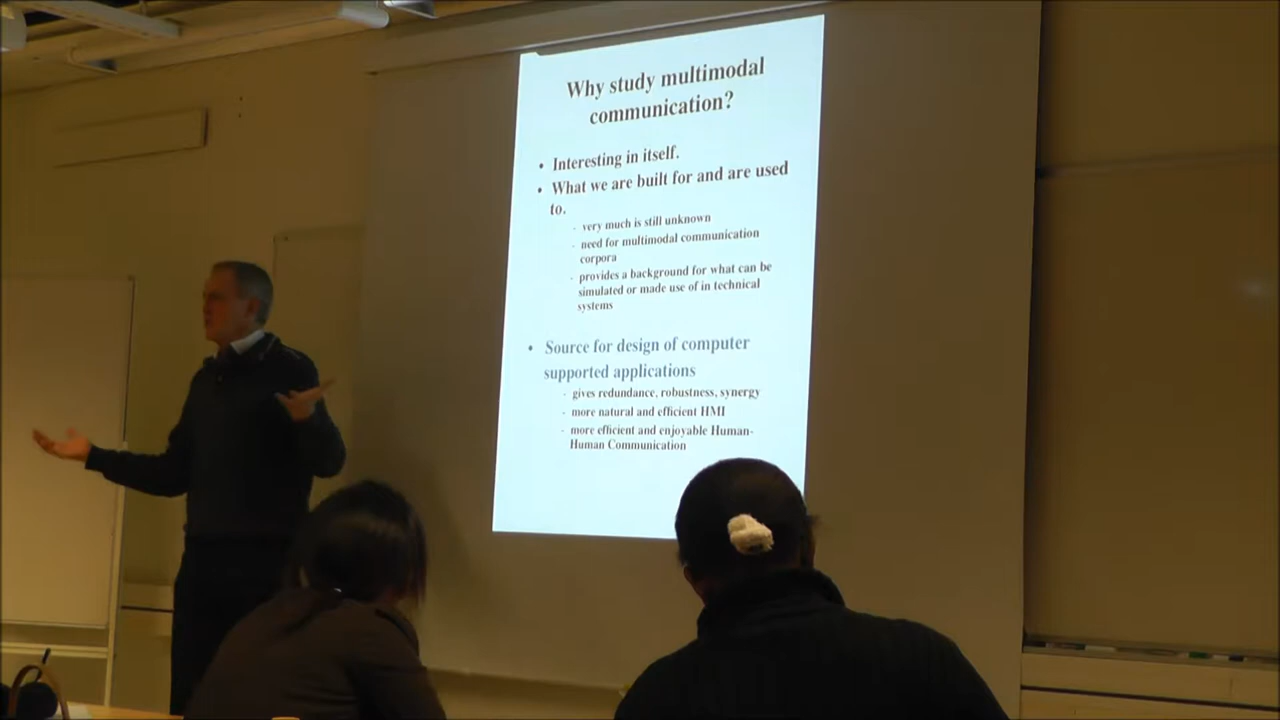 Why study multimodal
communication?
• Interesting in itself.
• What we are built for and are used
to.
- very much is still unknown
- need for multimodal communication
corpora
- provides a background for what can be
simulated or made use of in technical
systems
• Source for design of computer
supported applications
- gives redundance, robustness, synergy
- more natural and efficient HMI
- more efficient and enjoyable Human-
Human Communication